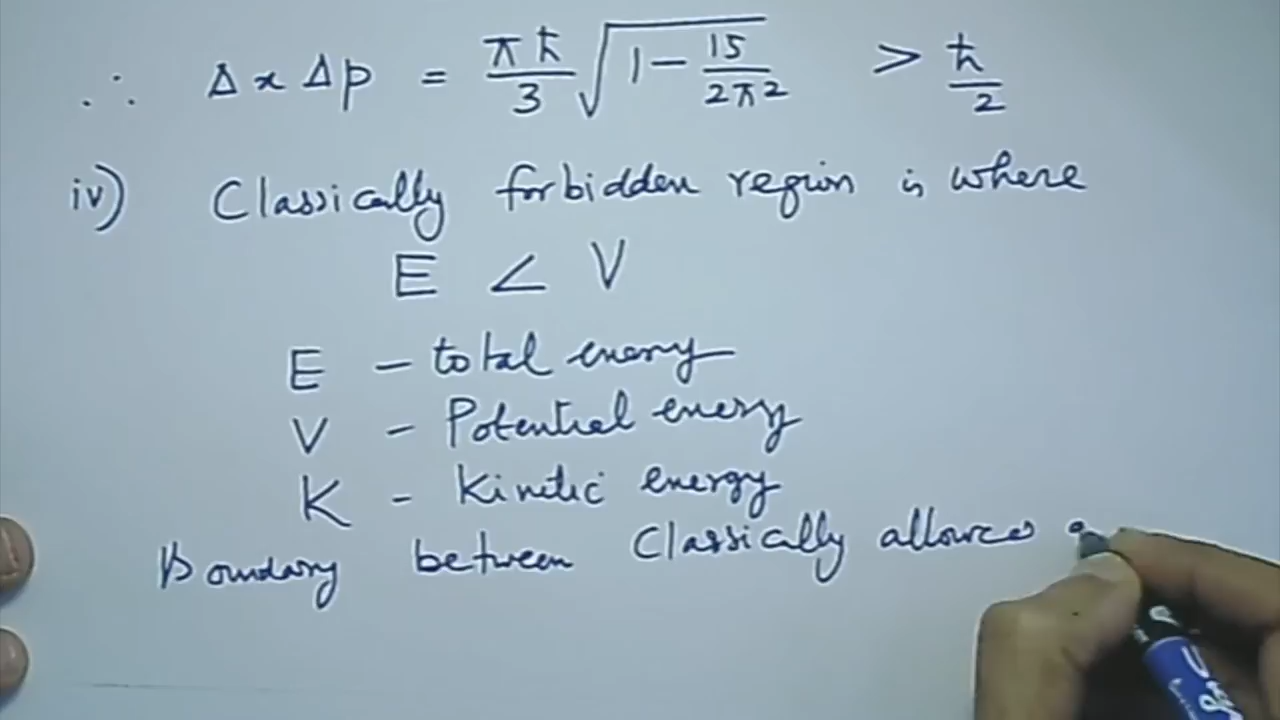 ∴ Δx Δp = πħ/3 √(1 − 15/2π²) > ħ/2
iv) Classically forbidden region is where
E < V
E – total energy
V – Potential energy
K – Kinetic energy
Boundary between Classically allowed